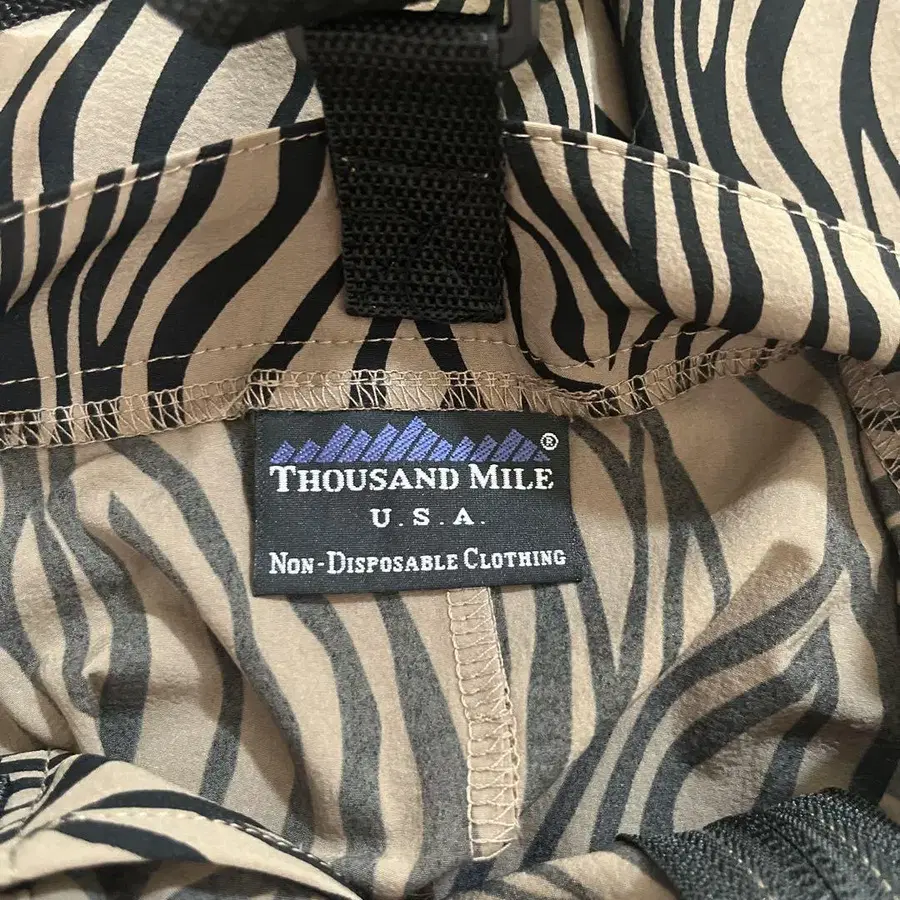 ®
THOUSAND MILE
U.S.A.
NON-DISPOSABLE CLOTHING